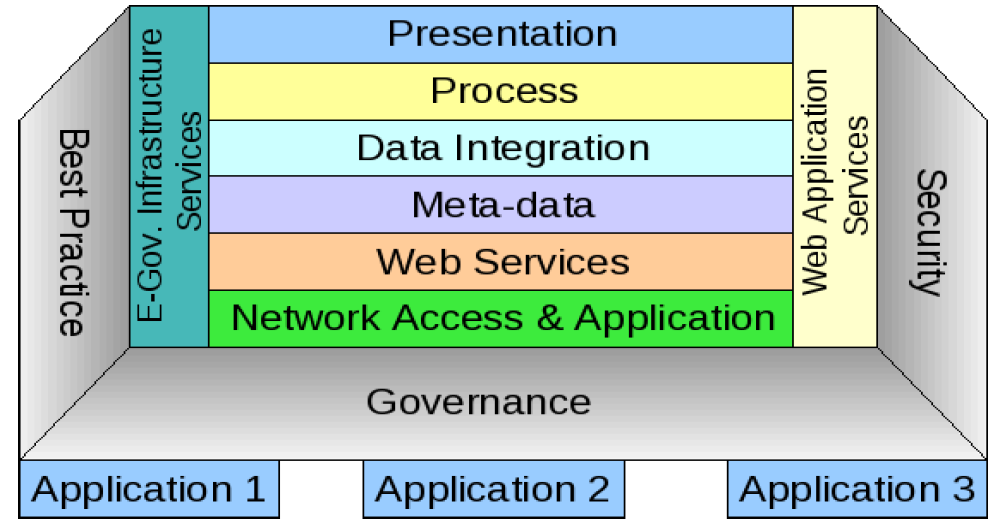 Best Practice
E-Gov. Infrastructure
Services
Presentation
Process
Data Integration
Meta-data
Web Services
Network Access & Application
Web Application
Services
Security
Governance
Application 1
Application 2
Application 3